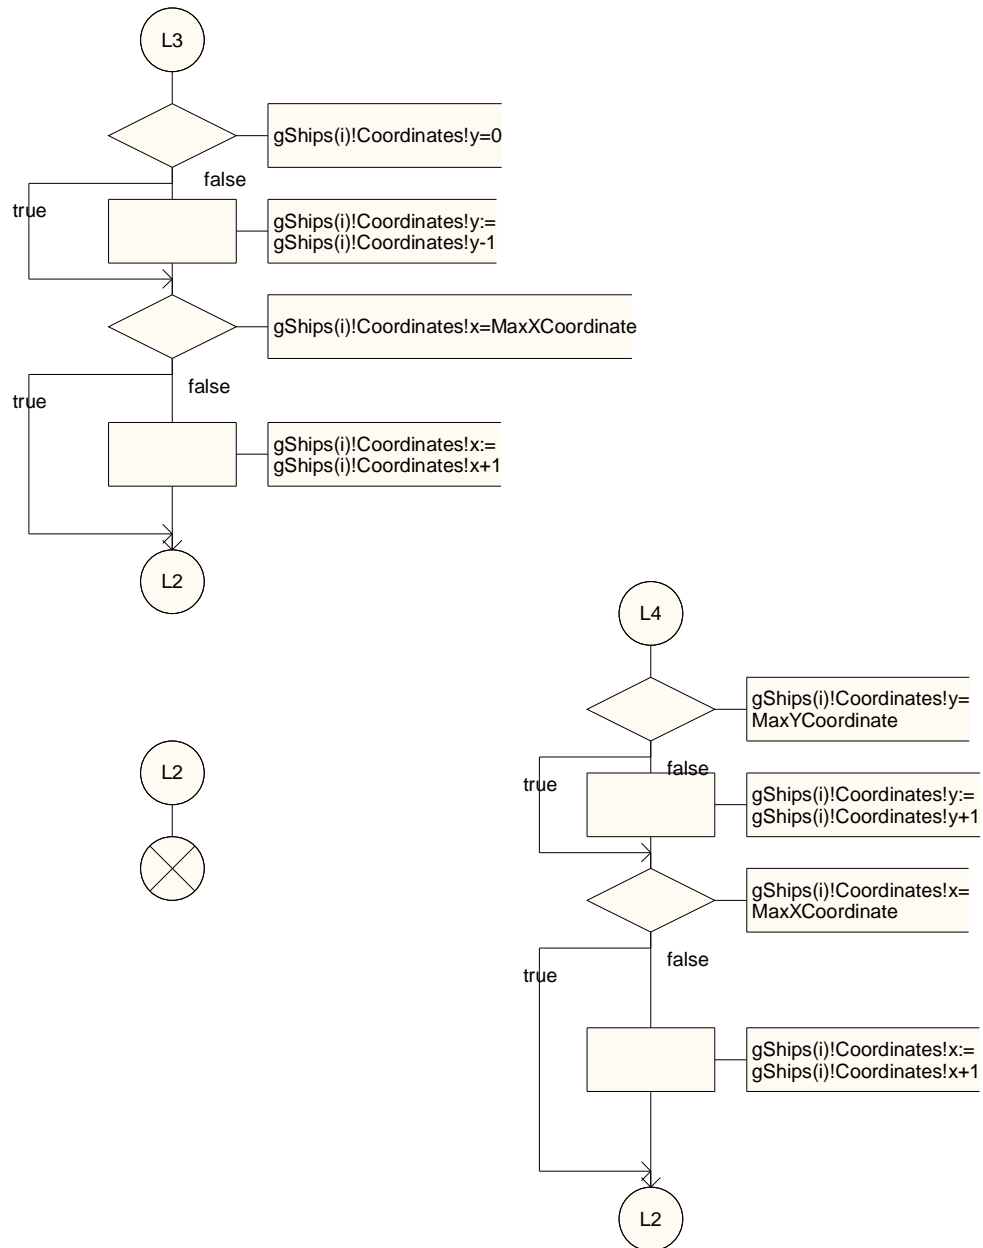 L3
gShips(i)!Coordinates!y=0
false
true
gShips(i)!Coordinates!y:=
gShips(i)!Coordinates!y-1
gShips(i)!Coordinates!x=MaxXCoordinate
false
true
gShips(i)!Coordinates!x:=
gShips(i)!Coordinates!x+1
L2
L2
L4
gShips(i)!Coordinates!y=
MaxYCoordinate
false
true
gShips(i)!Coordinates!y:=
gShips(i)!Coordinates!y+1
gShips(i)!Coordinates!x=
MaxXCoordinate
false
true
gShips(i)!Coordinates!x:=
gShips(i)!Coordinates!x+1
L2